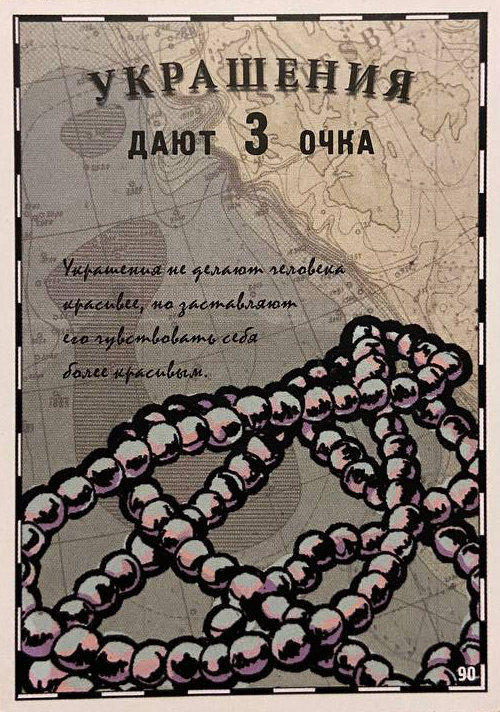 УКРАШЕНИЯ
ДАЮТ 3 ОЧКА
Украшения не делают человека
красивее, но заставляют
его чувствовать себя
более красивым.
90